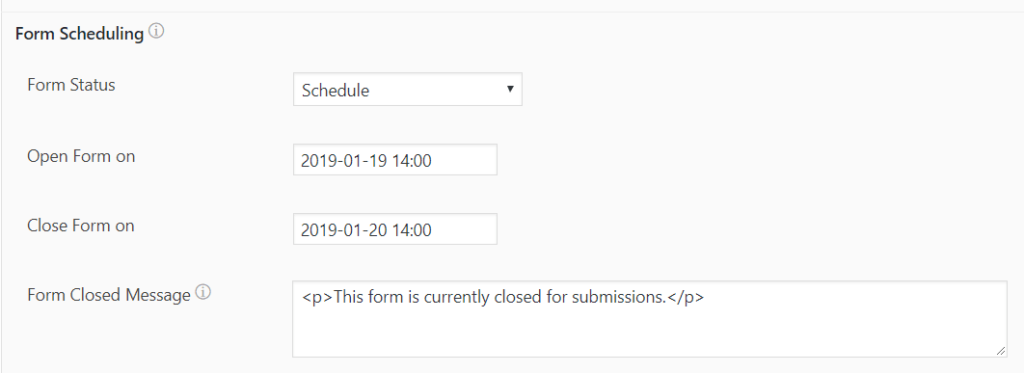 Form Scheduling
Form Status
Schedule
Open Form on
2019-01-19 14:00
Close Form on
2019-01-20 14:00
Form Closed Message
<p>This form is currently closed for submissions.</p>